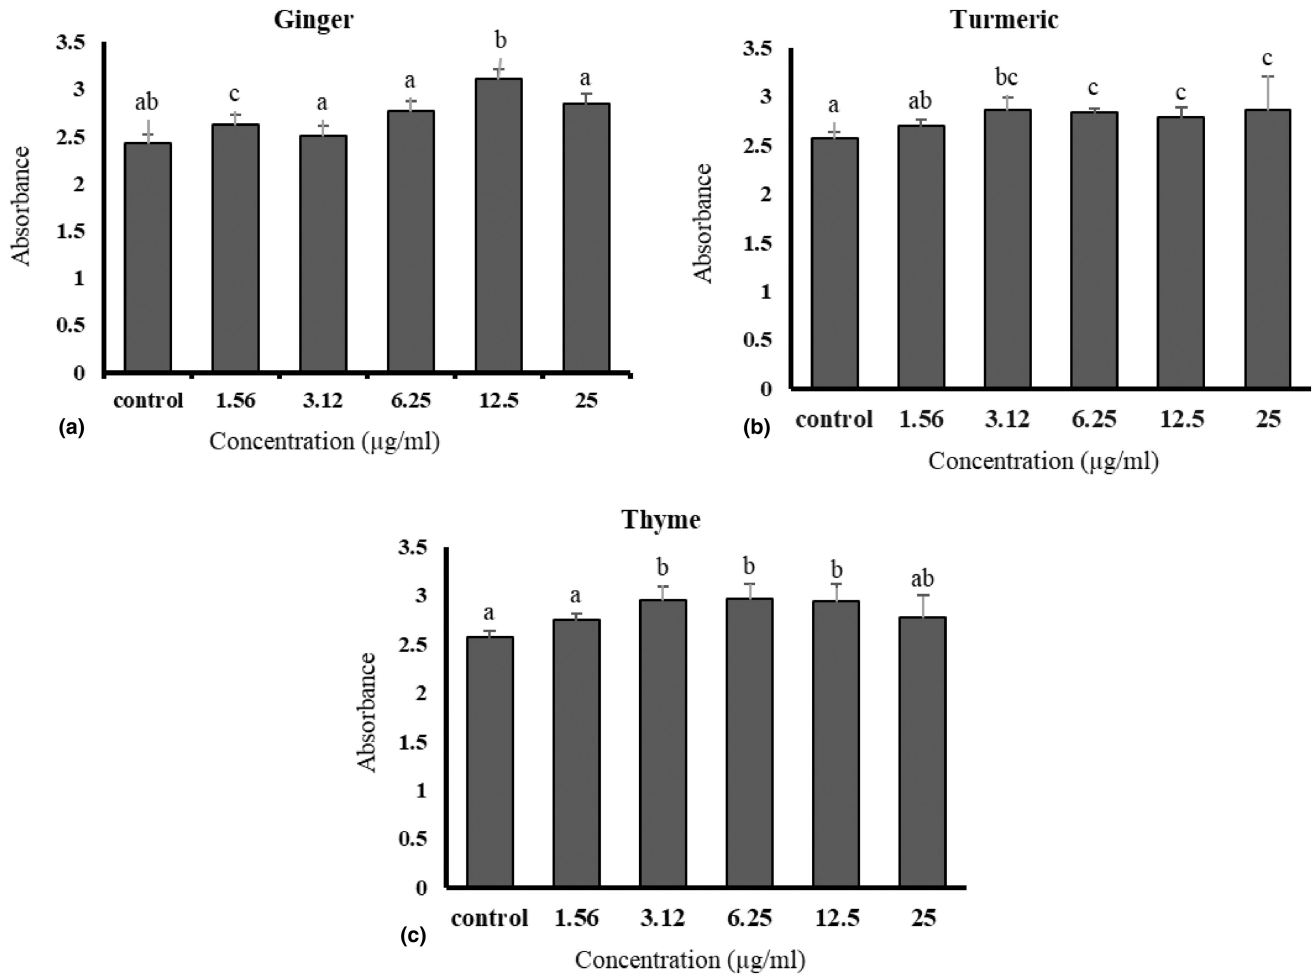 Ginger
3.5
3
2.5
2
1.5
1
0.5
0
Absorbance
ab
c
a
a
b
a
control 1.56 3.12 6.25 12.5 25
(a)
Concentration (µg/ml)
Turmeric
3.5
3
2.5
2
1.5
1
0.5
0
Absorbance
a
ab
bc
c
c
c
control 1.56 3.12 6.25 12.5 25
(b)
Concentration (µg/ml)
Thyme
3.5
3
2.5
2
1.5
1
0.5
0
Absorbance
a
a
b
b
b
ab
control 1.56 3.12 6.25 12.5 25
(c)
Concentration (µg/ml)